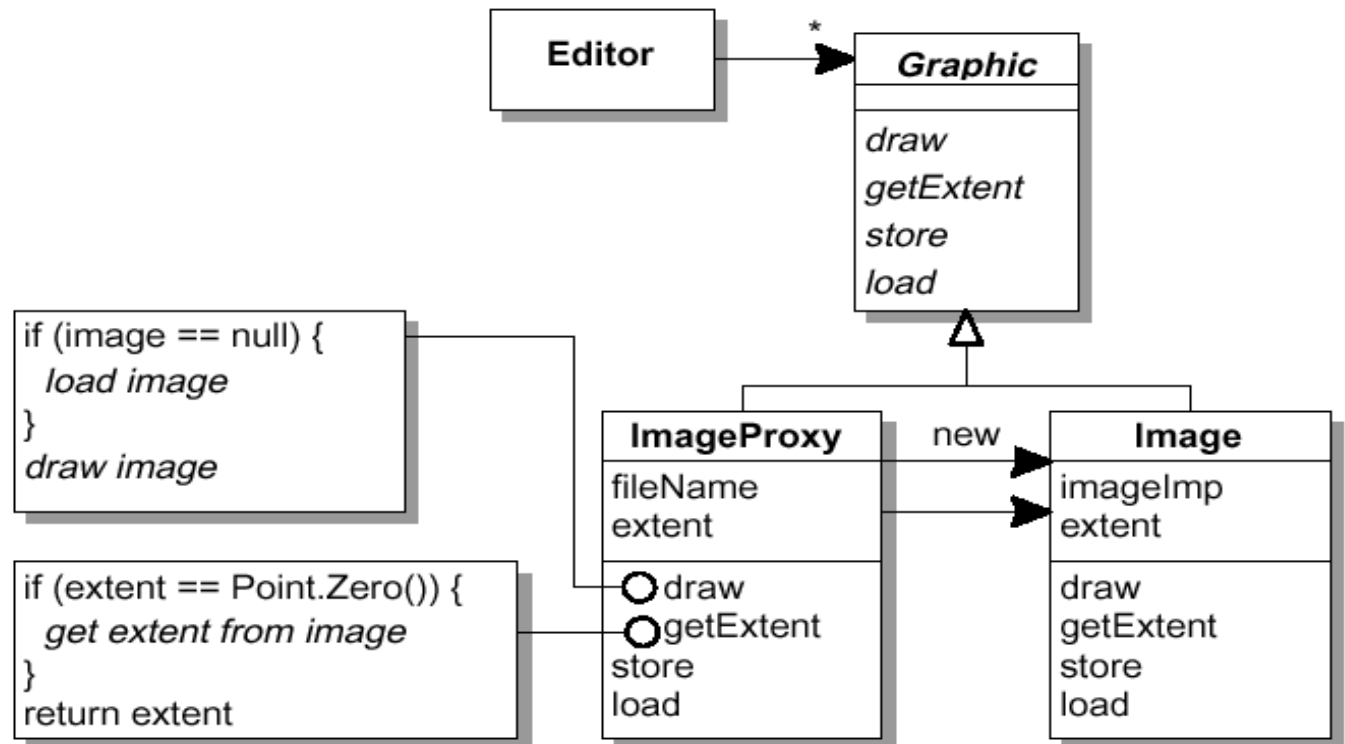 Editor
*
Graphic
draw
getExtent
store
load
if (image == null) {
load image
}
draw image
if (extent == Point.Zero()) {
get extent from image
}
return extent
ImageProxy
fileName
extent
draw
getExtent
store
load
new
Image
imageImp
extent
draw
getExtent
store
load